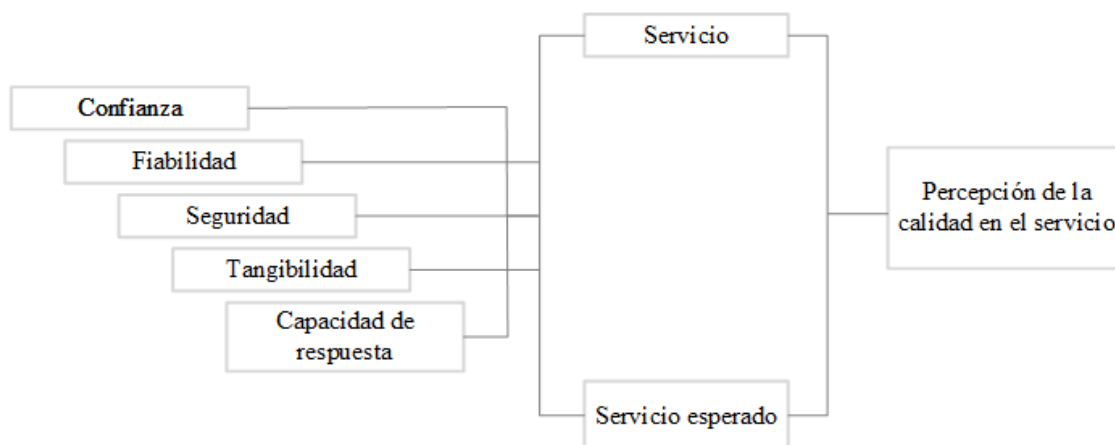 Servicio
Confianza
Fiabilidad
Seguridad
Tangibilidad
Capacidad de
respuesta
Servicio esperado
Percepción de la
calidad en el servicio